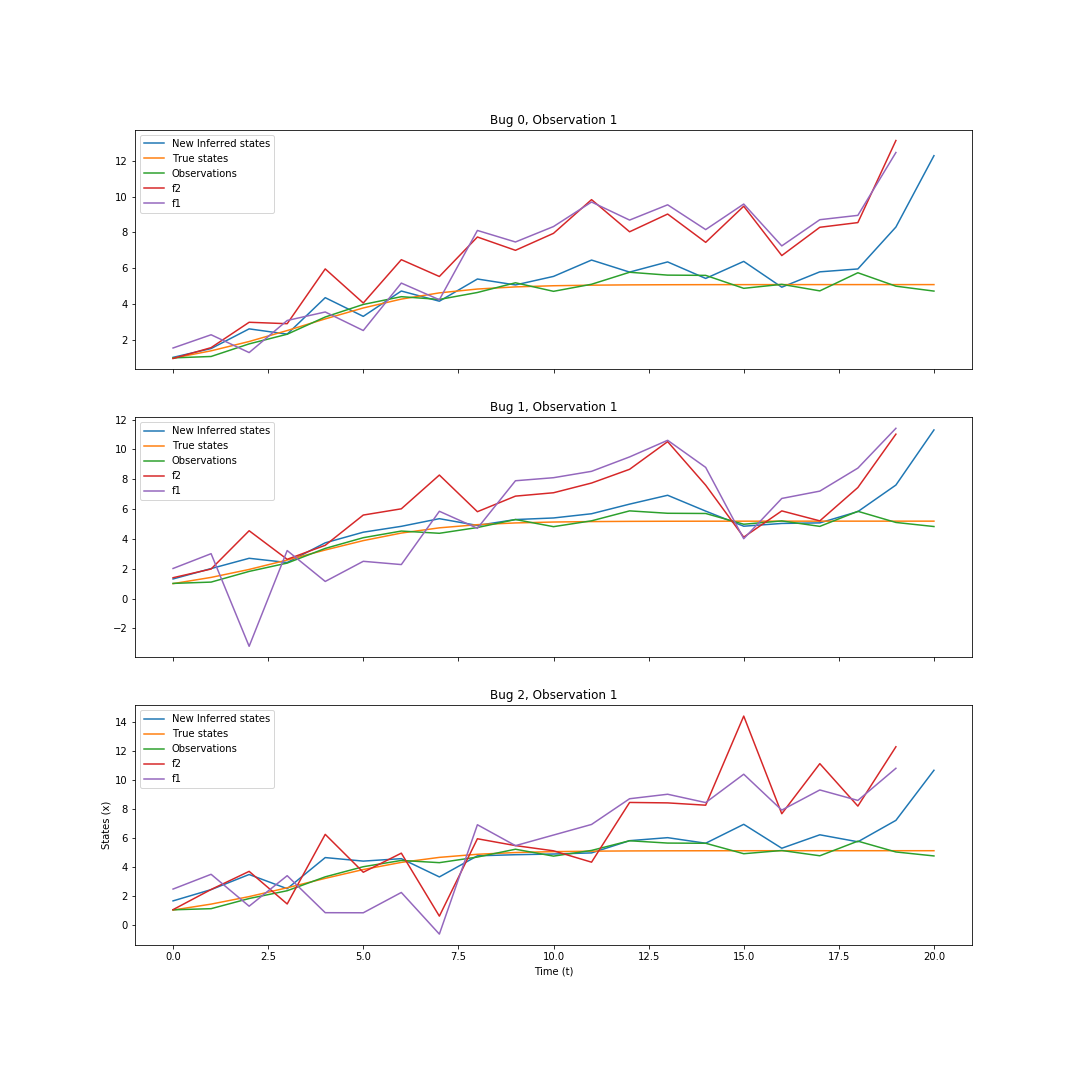 Bug 0, Observation 1
New Inferred states
True states
Observations
f2
f1
12
10
8
6
4
2
Bug 1, Observation 1
New Inferred states
True states
Observations
f2
f1
12
10
8
6
4
2
0
−2
Bug 2, Observation 1
New Inferred states
True states
Observations
f2
f1
14
12
10
8
6
4
2
0
States (x)
0.0 2.5 5.0 7.5 10.0 12.5 15.0 17.5 20.0
Time (t)